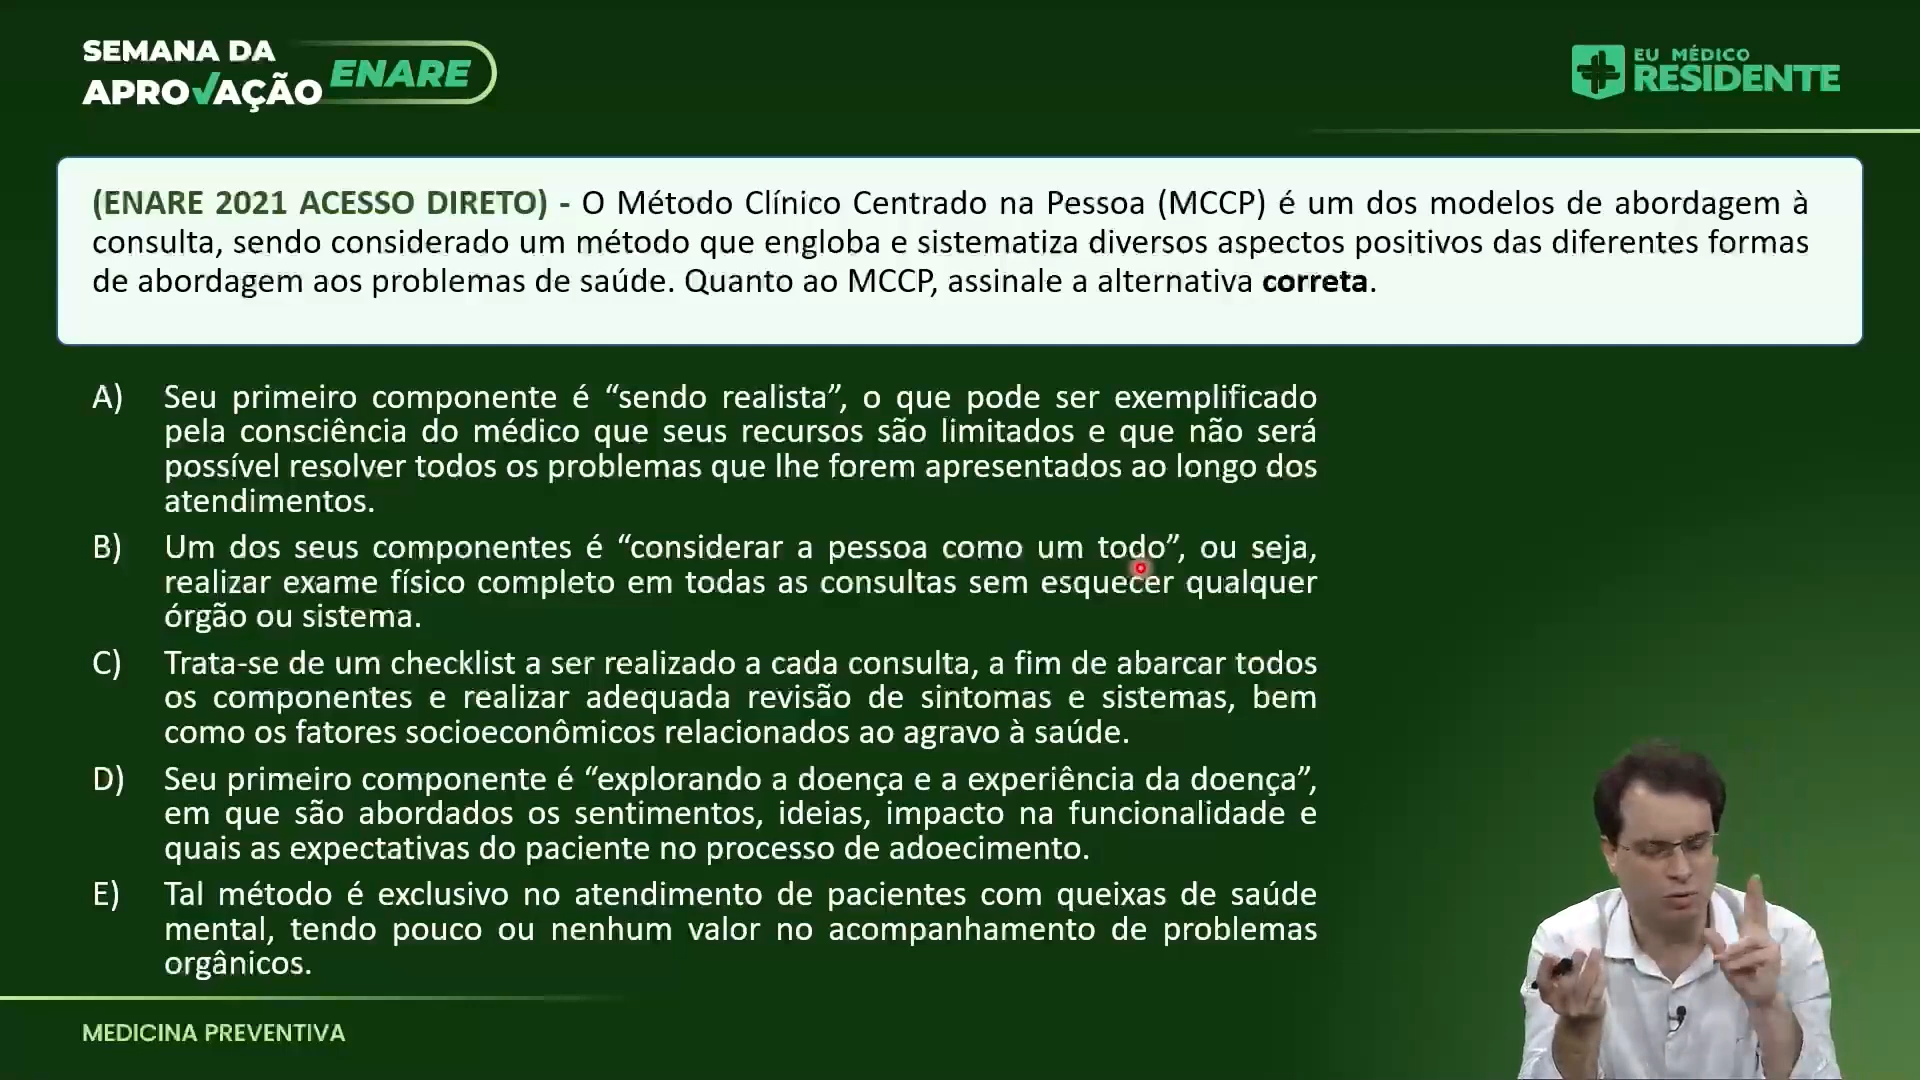 SEMANA DA
APROVAÇÃO ENARE
EU MÉDICO
RESIDENTE
(ENARE 2021 ACESSO DIRETO) - O Método Clínico Centrado na Pessoa (MCCP) é um dos modelos de abordagem à
consulta, sendo considerado um método que engloba e sistematiza diversos aspectos positivos das diferentes formas
de abordagem aos problemas de saúde. Quanto ao MCCP, assinale a alternativa correta.
A) Seu primeiro componente é “sendo realista”, o que pode ser exemplificado
pela consciência do médico que seus recursos são limitados e que não será
possível resolver todos os problemas que lhe forem apresentados ao longo dos
atendimentos.
B) Um dos seus componentes é “considerar a pessoa como um todo”, ou seja,
realizar exame físico completo em todas as consultas sem esquecer qualquer
órgão ou sistema.
C) Trata-se de um checklist a ser realizado a cada consulta, a fim de abarcar todos
os componentes e realizar adequada revisão de sintomas e sistemas, bem
como os fatores socioeconômicos relacionados ao agravo à saúde.
D) Seu primeiro componente é “explorando a doença e a experiência da doença”,
em que são abordados os sentimentos, ideias, impacto na funcionalidade e
quais as expectativas do paciente no processo de adoecimento.
E) Tal método é exclusivo no atendimento de pacientes com queixas de saúde
mental, tendo pouco ou nenhum valor no acompanhamento de problemas
orgânicos.
MEDICINA PREVENTIVA